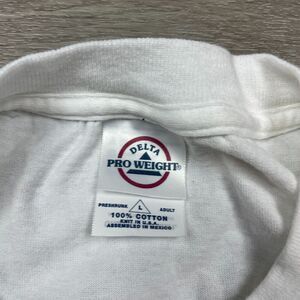 DELTA
PRO WEIGHT®
PRESHRUNK L ADULT
100% COTTON
KNIT IN U.S.A.
ASSEMBLED IN MEXICO